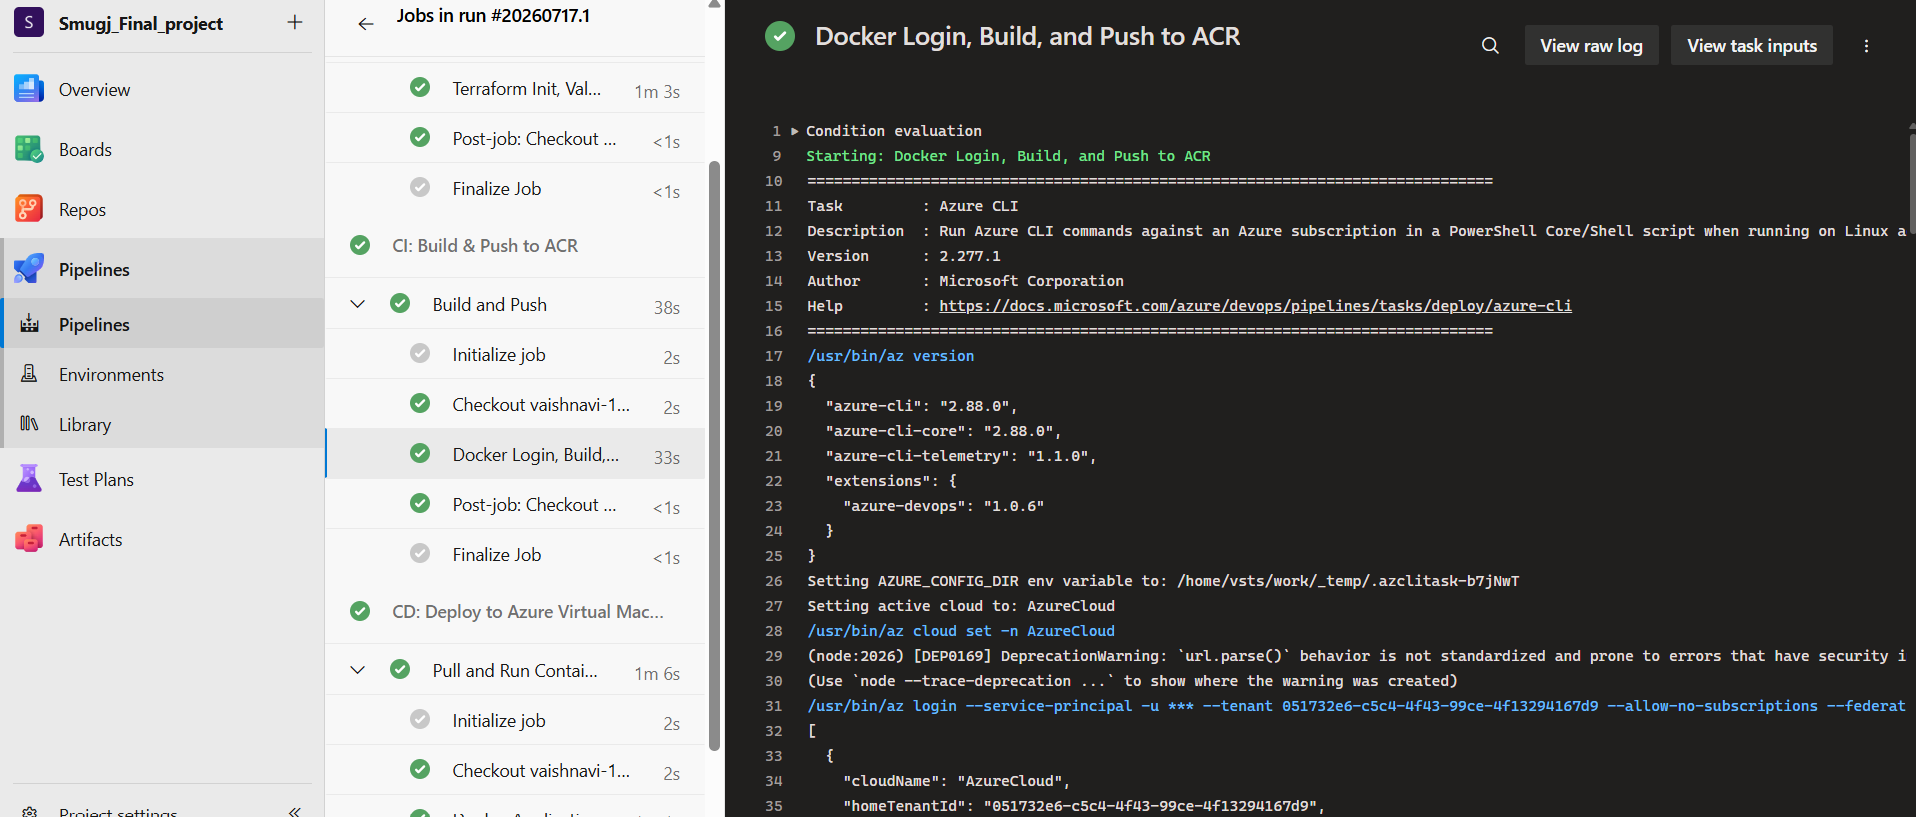 S Smugj_Final_project +
Overview
Boards
Repos
Pipelines
Pipelines
Environments
Library
Test Plans
Artifacts
Project settings
Jobs in run #20260717.1
Terraform Init, Val... 1m 3s
Post-job: Checkout ... <1s
Finalize Job <1s
CI: Build & Push to ACR
Build and Push 38s
Initialize job 2s
Checkout vaishnavi-1... 2s
Docker Login, Build,... 33s
Post-job: Checkout ... <1s
Finalize Job <1s
CD: Deploy to Azure Virtual Mac...
Pull and Run Contai... 1m 6s
Initialize job 2s
Checkout vaishnavi-1... 2s
Docker Login, Build, and Push to ACR
View raw log
View task inputs
1 Condition evaluation
9 Starting: Docker Login, Build, and Push to ACR
10 ==============================================================================
11 Task : Azure CLI
12 Description : Run Azure CLI commands against an Azure subscription in a PowerShell Core/Shell script when running on Linux a
13 Version : 2.277.1
14 Author : Microsoft Corporation
15 Help : https://docs.microsoft.com/azure/devops/pipelines/tasks/deploy/azure-cli
16 ==============================================================================
17 /usr/bin/az version
18 {
19 "azure-cli": "2.88.0",
20 "azure-cli-core": "2.88.0",
21 "azure-cli-telemetry": "1.1.0",
22 "extensions": {
23 "azure-devops": "1.0.6"
24 }
25 }
26 Setting AZURE_CONFIG_DIR env variable to: /home/vsts/work/_temp/.azclitask-b7jNwT
27 Setting active cloud to: AzureCloud
28 /usr/bin/az cloud set -n AzureCloud
29 (node:2026) [DEP0169] DeprecationWarning: `url.parse()` behavior is not standardized and prone to errors that have security i
30 (Use `node --trace-deprecation ...` to show where the warning was created)
31 /usr/bin/az login --service-principal -u *** --tenant 051732e6-c5c4-4f43-99ce-4f13294167d9 --allow-no-subscriptions --federat
32 [
33 {
34 "cloudName": "AzureCloud",
35 "homeTenantId": "051732e6-c5c4-4f43-99ce-4f13294167d9",